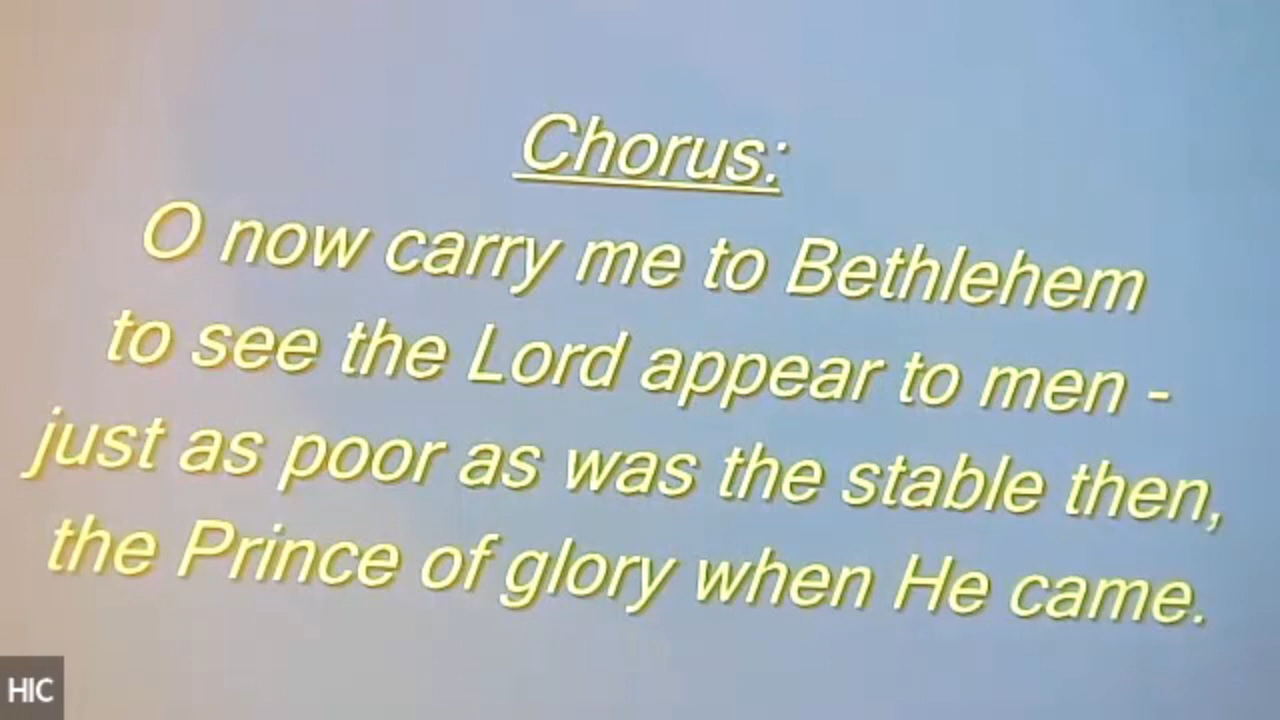 Chorus:
O now carry me to Bethlehem
to see the Lord appear to men -
just as poor as was the stable then,
the Prince of glory when He came.
HIC